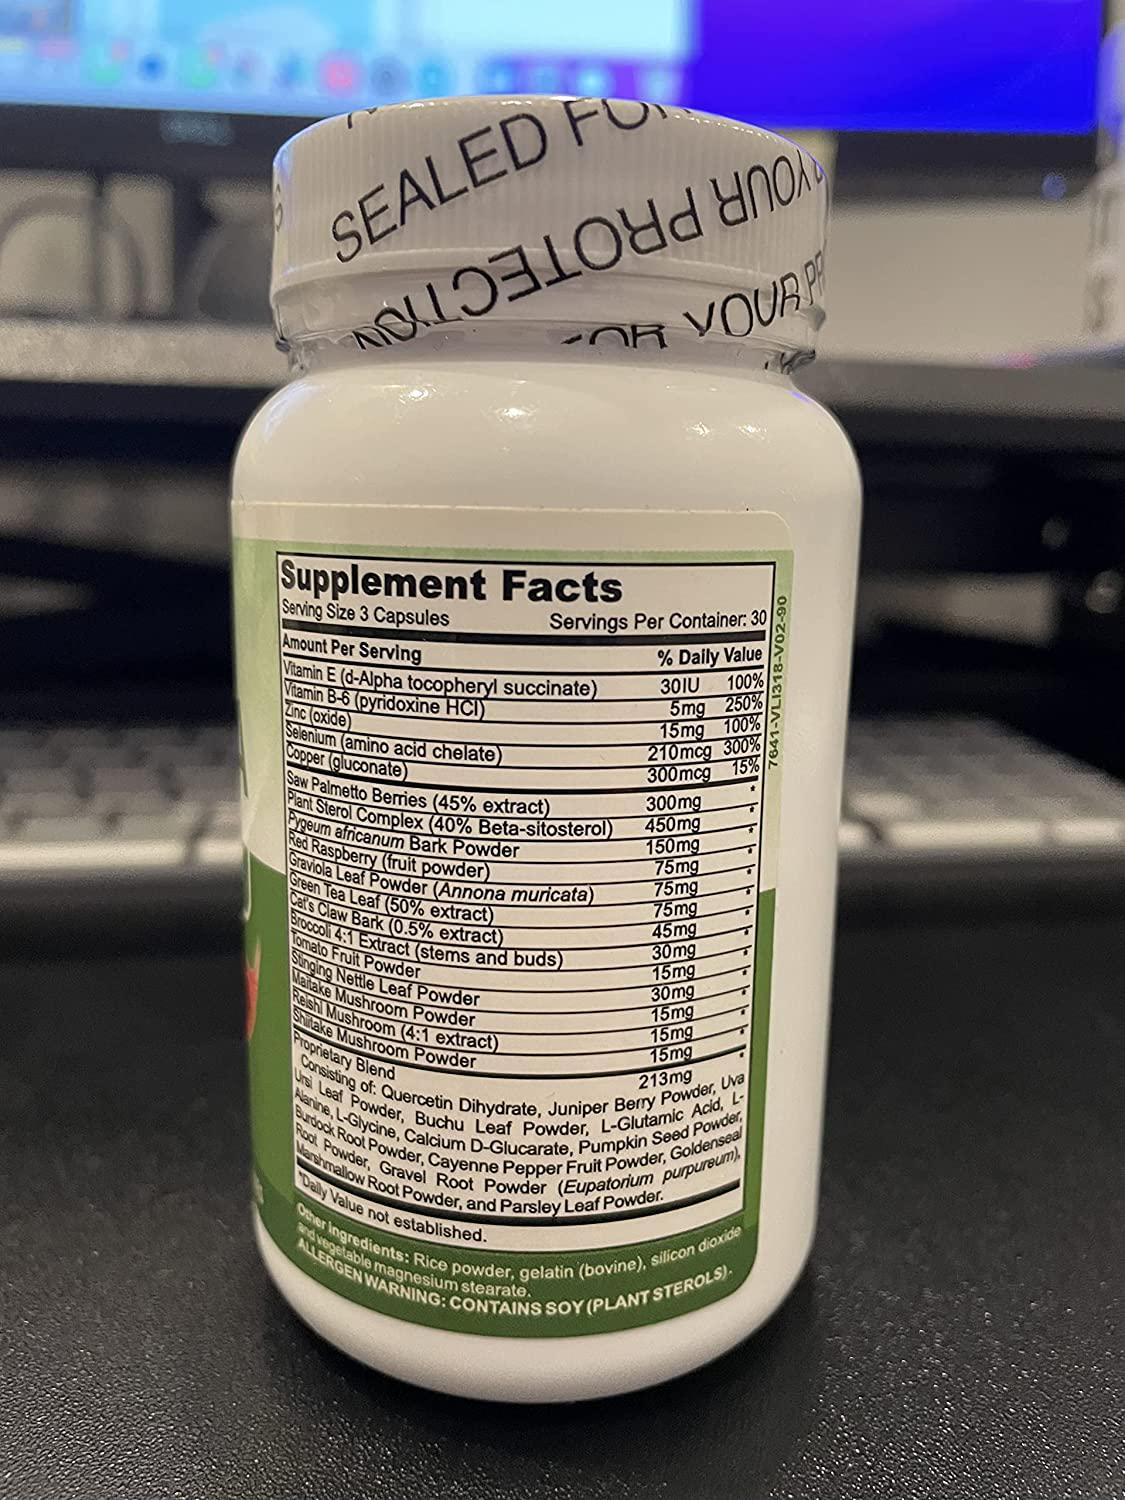 SEALED FOR
YOUR PROTECTION
FOR YOUR PR
Supplement Facts
Serving Size 3 Capsules Servings Per Container: 30
Amount Per Serving % Daily Value
Vitamin E (d-Alpha tocopheryl succinate) 30IU 100%
Vitamin B-6 (pyridoxine HCl) 5mg 250%
Zinc (oxide) 15mg 100%
Selenium (amino acid chelate) 210mcg 300%
Copper (gluconate) 300mcg 15%
Saw Palmetto Berries (45% extract) 300mg *
Plant Sterol Complex (40% Beta-sitosterol) 450mg *
Pygeum africanum Bark Powder 150mg *
Red Raspberry (fruit powder) 75mg *
Graviola Leaf Powder (Annona muricata) 75mg *
Green Tea Leaf (50% extract) 75mg *
Cat's Claw Bark (0.5% extract) 45mg *
Broccoli 4:1 Extract (stems and buds) 30mg *
Tomato Fruit Powder 15mg *
Stinging Nettle Leaf Powder 30mg *
Maitake Mushroom Powder 15mg *
Reishi Mushroom (4:1 extract) 15mg *
Shiitake Mushroom Powder 15mg *
Proprietary Blend 213mg *
Consisting of: Quercetin Dihydrate, Juniper Berry Powder, Uva
Ursi Leaf Powder, Buchu Leaf Powder, L-Glutamic Acid, L-
Alanine, L-Glycine, Calcium D-Glucarate, Pumpkin Seed Powder,
Burdock Root Powder, Cayenne Pepper Fruit Powder, Goldenseal
Root Powder, Gravel Root Powder (Eupatorium purpureum),
Marshmallow Root Powder, and Parsley Leaf Powder.
*Daily Value not established.
Other Ingredients: Rice powder, gelatin (bovine), silicon dioxide
and vegetable magnesium stearate.
ALLERGEN WARNING: CONTAINS SOY (PLANT STEROLS).
7641-VLI318-V02-90